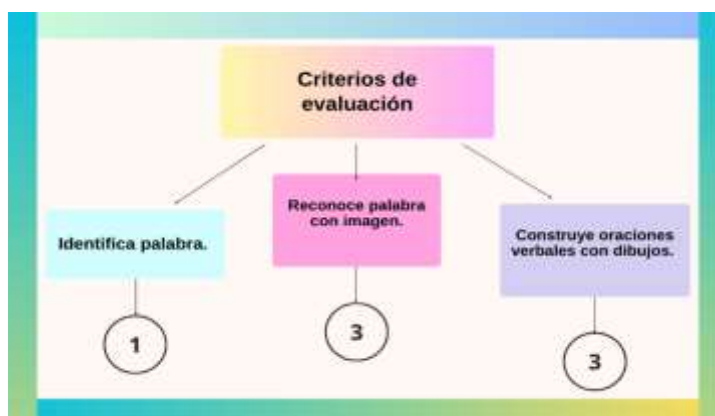 Criterios de
evaluación
Identifica palabra.
1
Reconoce palabra
con imagen.
3
Construye oraciones
verbales con dibujos.
3